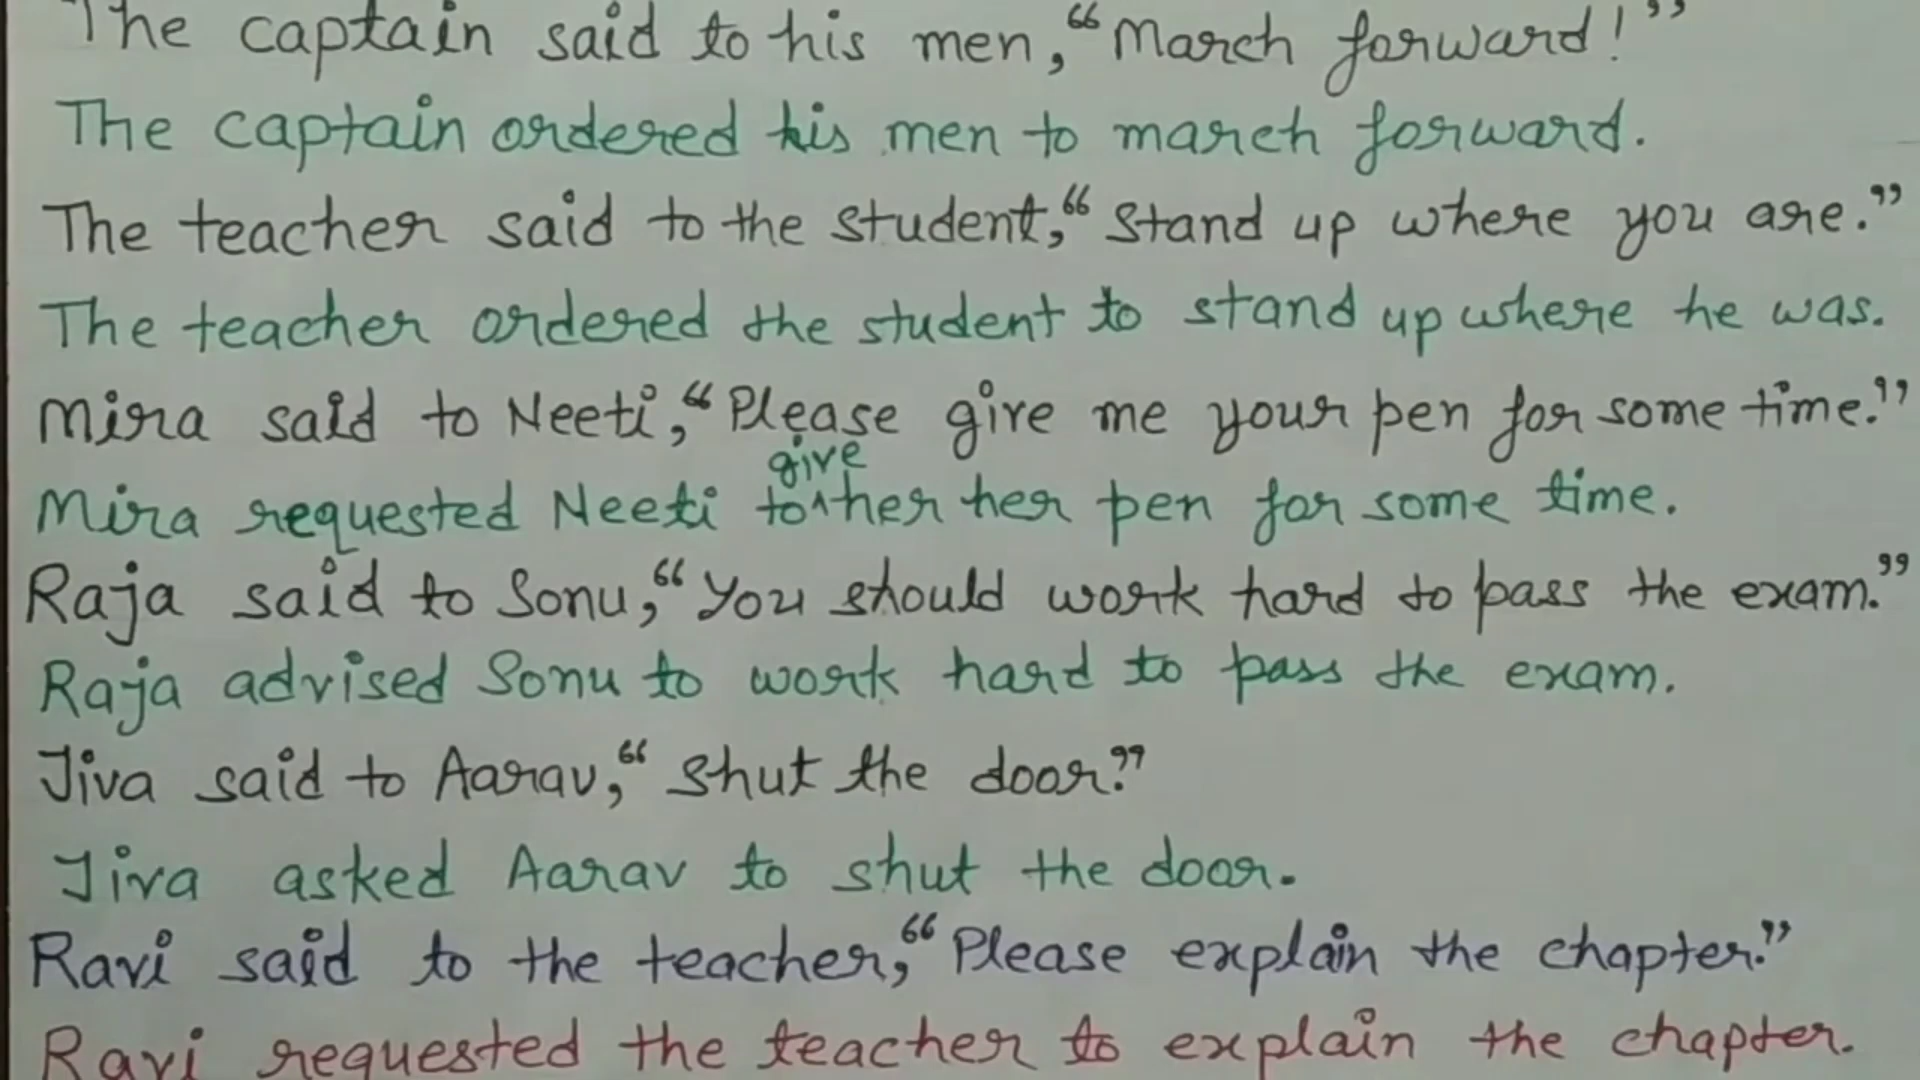 The captain said to his men, “March forward!”
The captain ordered his men to march forward.
The teacher said to the student, “Stand up where you are.”
The teacher ordered the student to stand up where he was.
Mira said to Neeti, “Please give me your pen for some time.”
Mira requested Neeti to give her her pen for some time.
Raja said to Sonu, “You should work hard to pass the exam.”
Raja advised Sonu to work hard to pass the exam.
Jiva said to Aarav, “Shut the door.”
Jiva asked Aarav to shut the door.
Ravi said to the teacher, “Please explain the chapter.”
Ravi requested the teacher to explain the chapter.